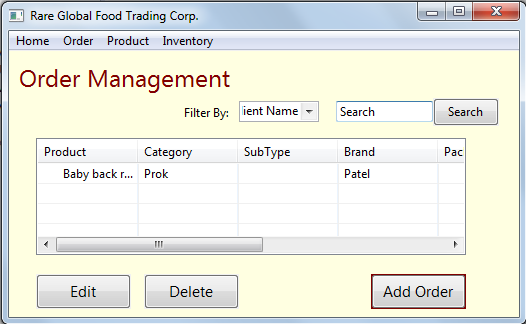 Rare Global Food Trading Corp.
Home Order Product Inventory
Order Management
Filter By: ient Name Search Search
Product Category SubType Brand Pac
Baby back r... Prok Patel
Edit Delete Add Order